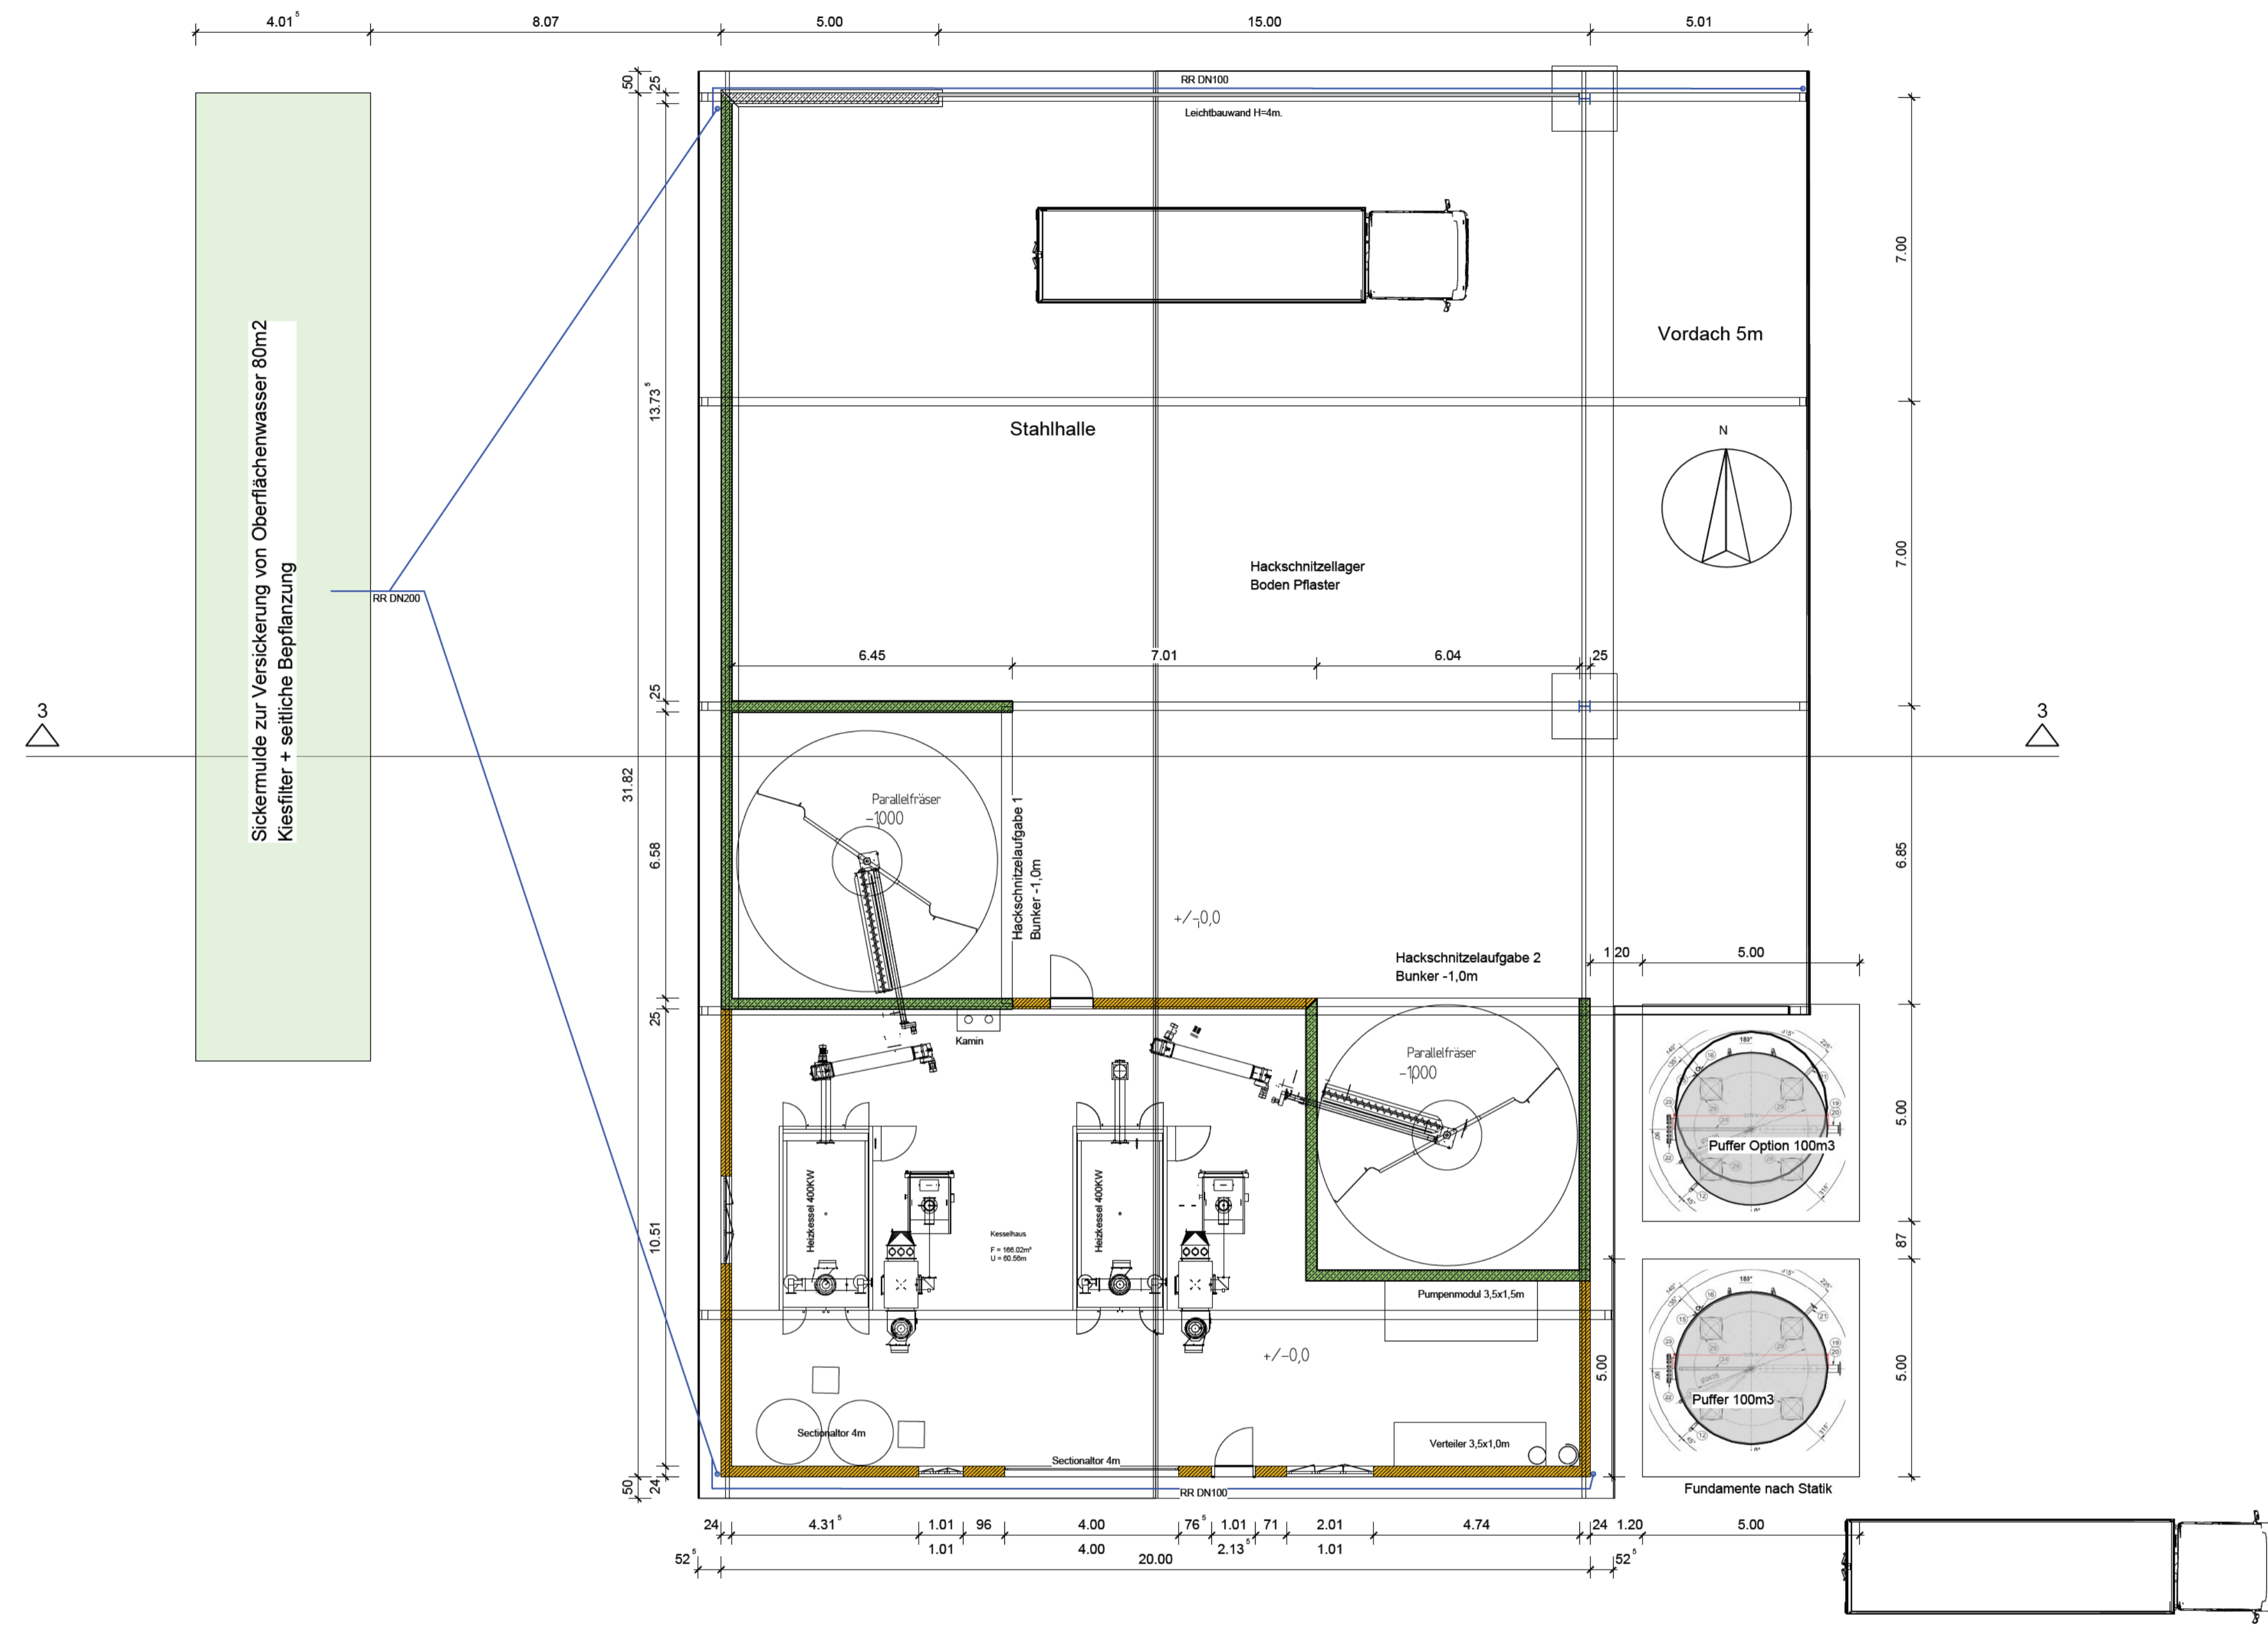 4.01⁵ 8.07 5.00 15.00 5.01
50 25
RR DN100
Leichtbauwand H=4m.
7.00
Vordach 5m
13.73⁵
Stahlhalle
N
Sickermulde zur Versickerung von Oberflächenwasser 80m2
Kiesfilter + seitliche Bepflanzung
RR DN200
Hackschnitzellager
Boden Pflaster
7.00
6.45 7.01 6.04 25
25
3 3
31.82
6.58
Parallelfräser
-1000
Hackschnitzelaufgabe 1
Bunker -1,0m
6.85
+/-0,0
Hackschnitzelaufgabe 2
Bunker -1,0m
1.20 5.00
25
Kamin
Parallelfräser
-1000
5.00
180°
Puffer Option 100m3
Heizkessel 400KW
Heizkessel 400KW
Kesselhaus
F = 166.02m²
U = 60.56m
10.51
87
Pumpenmodul 3,5x1,5m
+/-0,0
5.00
180°
Puffer 100m3
5.00
Sectionaltor 4m
Sectionaltor 4m
Verteiler 3,5x1,0m
50 24
RR DN100
Fundamente nach Statik
24 4.31⁵ 1.01 96 4.00 76⁵ 1.01 71 2.01 4.74 24 1.20 5.00
1.01 4.00 2.13⁵ 1.01
52⁵ 20.00 52⁵